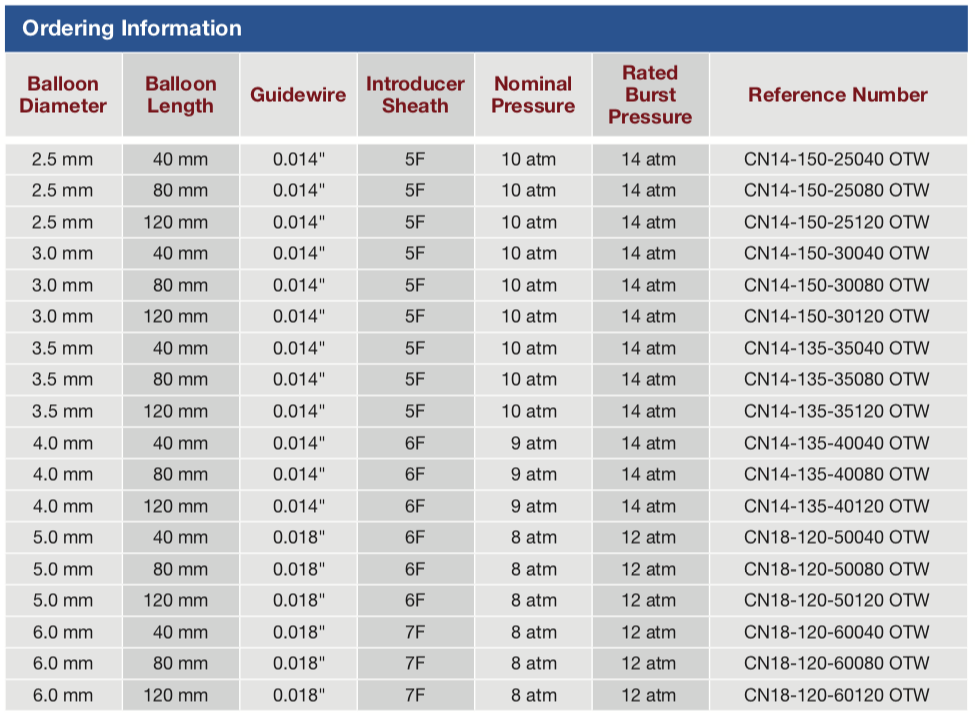 Ordering Information
Balloon Diameter Balloon Length Guidewire Introducer Sheath Nominal Pressure Rated Burst Pressure Reference Number
2.5 mm 40 mm 0.014" 5F 10 atm 14 atm CN14-150-25040 OTW
2.5 mm 80 mm 0.014" 5F 10 atm 14 atm CN14-150-25080 OTW
2.5 mm 120 mm 0.014" 5F 10 atm 14 atm CN14-150-25120 OTW
3.0 mm 40 mm 0.014" 5F 10 atm 14 atm CN14-150-30040 OTW
3.0 mm 80 mm 0.014" 5F 10 atm 14 atm CN14-150-30080 OTW
3.0 mm 120 mm 0.014" 5F 10 atm 14 atm CN14-150-30120 OTW
3.5 mm 40 mm 0.014" 5F 10 atm 14 atm CN14-135-35040 OTW
3.5 mm 80 mm 0.014" 5F 10 atm 14 atm CN14-135-35080 OTW
3.5 mm 120 mm 0.014" 5F 10 atm 14 atm CN14-135-35120 OTW
4.0 mm 40 mm 0.014" 6F 9 atm 14 atm CN14-135-40040 OTW
4.0 mm 80 mm 0.014" 6F 9 atm 14 atm CN14-135-40080 OTW
4.0 mm 120 mm 0.014" 6F 9 atm 14 atm CN14-135-40120 OTW
5.0 mm 40 mm 0.018" 6F 8 atm 12 atm CN18-120-50040 OTW
5.0 mm 80 mm 0.018" 6F 8 atm 12 atm CN18-120-50080 OTW
5.0 mm 120 mm 0.018" 6F 8 atm 12 atm CN18-120-50120 OTW
6.0 mm 40 mm 0.018" 7F 8 atm 12 atm CN18-120-60040 OTW
6.0 mm 80 mm 0.018" 7F 8 atm 12 atm CN18-120-60080 OTW
6.0 mm 120 mm 0.018" 7F 8 atm 12 atm CN18-120-60120 OTW